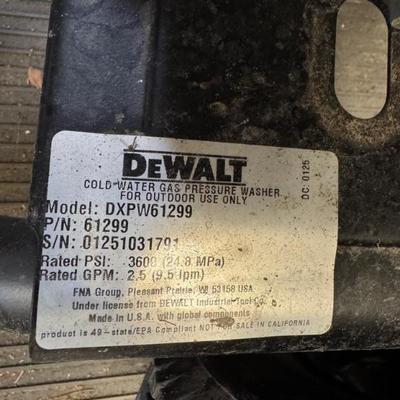 DEWALT
COLD WATER GAS PRESSURE WASHER
FOR OUTDOOR USE ONLY
DC: 0125
Model: DXPW61299
P/N: 61299
S/N: 01251031791
Rated PSI: 3600 (24.8 MPa)
Rated GPM: 2.5 (9.5 lpm)
FNA Group, Pleasant Prairie, WI 53158 USA
Under license from DEWALT Industrial Tool Co.
Made in U.S.A. with global components
product is 49-state/EPA Compliant NOT FOR SALE IN CALIFORNIA